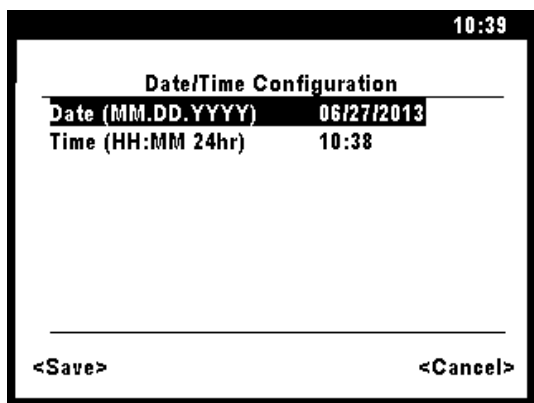 10:39
Date/Time Configuration
Date (MM.DD.YYYY) 06/27/2013
Time (HH:MM 24hr) 10:38
<Save> <Cancel>